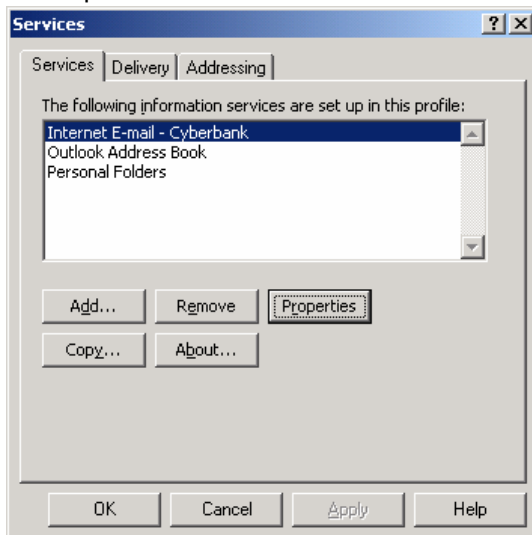 Services
Services Delivery Addressing
The following information services are set up in this profile:
Internet E-mail - Cyberbank
Outlook Address Book
Personal Folders
Add... Remove Properties
Copy... About...
OK Cancel Apply Help